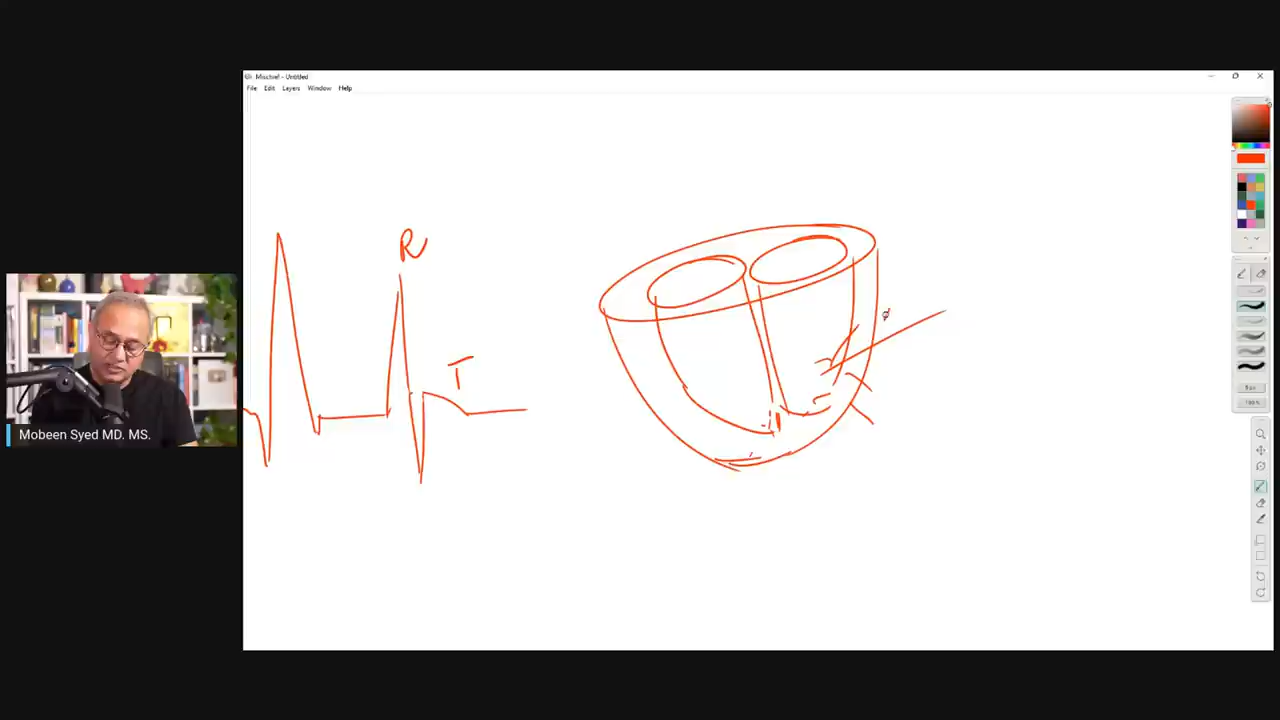 Mischief - Untitled
File Edit Layers Window Help
R
T
Mobeen Syed MD. MS.